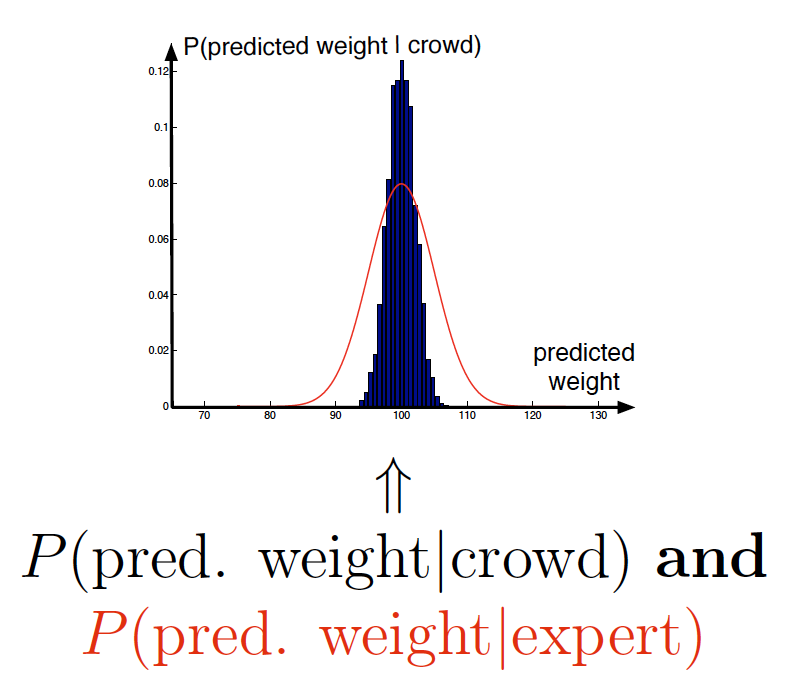 P(predicted weight | crowd)
0.12
0.1
0.08
0.06
0.04
0.02
0
70 80 90 100 110 120 130
predicted
weight
⇑
P(pred. weight|crowd) and
P(pred. weight|expert)